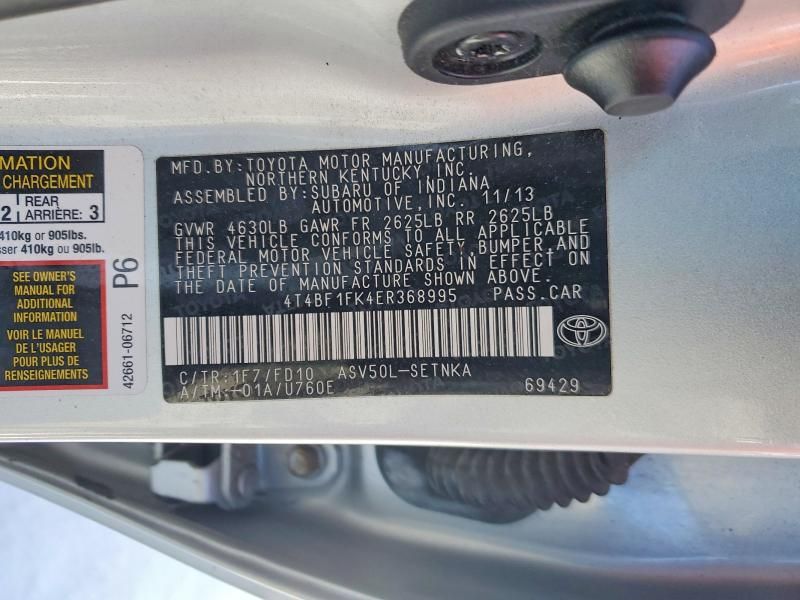 MATION
CHARGEMENT
2 REAR
ARRIÈRE: 3
410kg or 905lbs.
sser 410kg ou 905lb.
SEE OWNER'S
MANUAL FOR
ADDITIONAL
INFORMATION
VOIR LE MANUEL
DE L'USAGER
POUR PLUS DE
RENSEIGNEMENTS
P6
42661-06712
MFD.BY:TOYOTA MOTOR MANUFACTURING,
NORTHERN KENTUCKY,INC.
ASSEMBLED BY:SUBARU OF INDIANA
AUTOMOTIVE,INC. 11/13
GVWR 4630LB GAWR FR 2625LB RR 2625LB
THIS VEHICLE CONFORMS TO ALL APPLICABLE
FEDERAL MOTOR VEHICLE SAFETY,BUMPER,AND
THEFT PREVENTION STANDARDS IN EFFECT ON
THE DATE OF MANUFACTURE SHOWN ABOVE.
4T4BF1FK4ER368995 PASS.CAR
C/TR:1F7/FD10 ASV50L-SETNKA
A/TM:-01A/U760E 69429